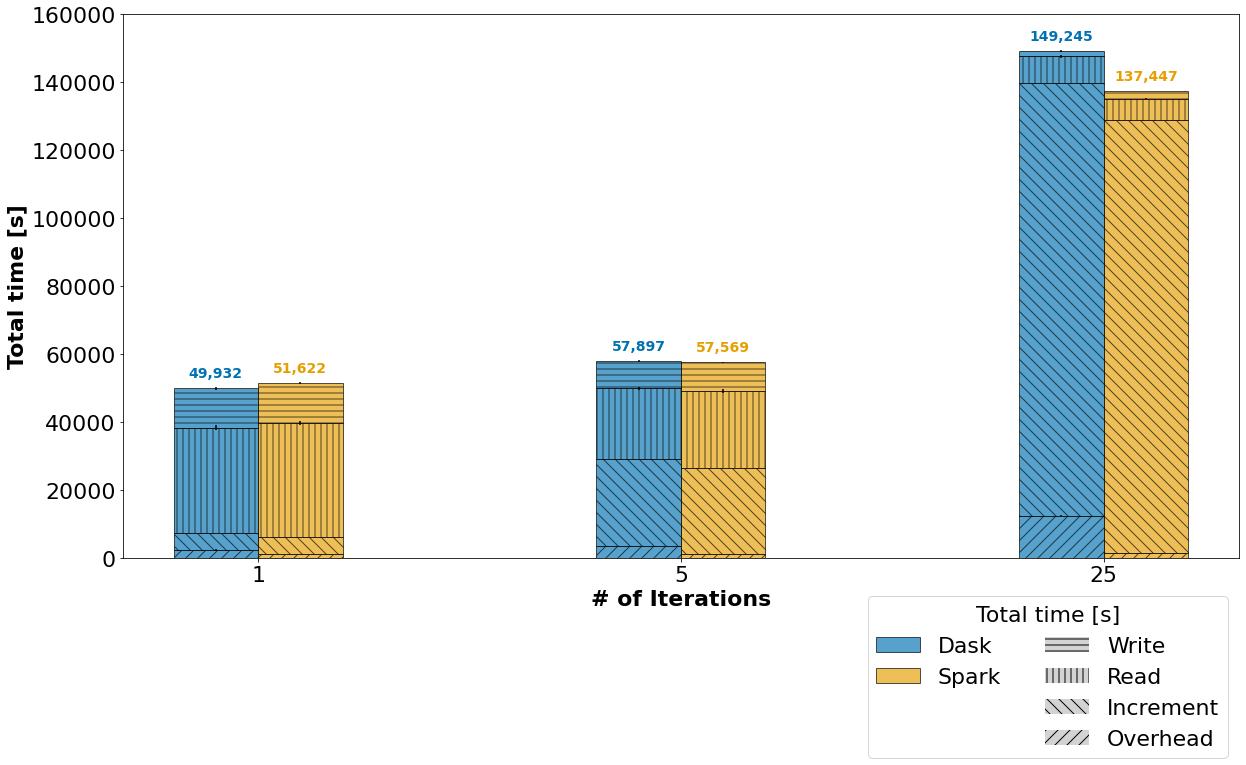 160000
140000
120000
100000
80000
60000
40000
20000
0
Total time [s]
49,932
51,622
57,897
57,569
149,245
137,447
1
5
25
# of Iterations
Total time [s]
Dask
Spark
Write
Read
Increment
Overhead